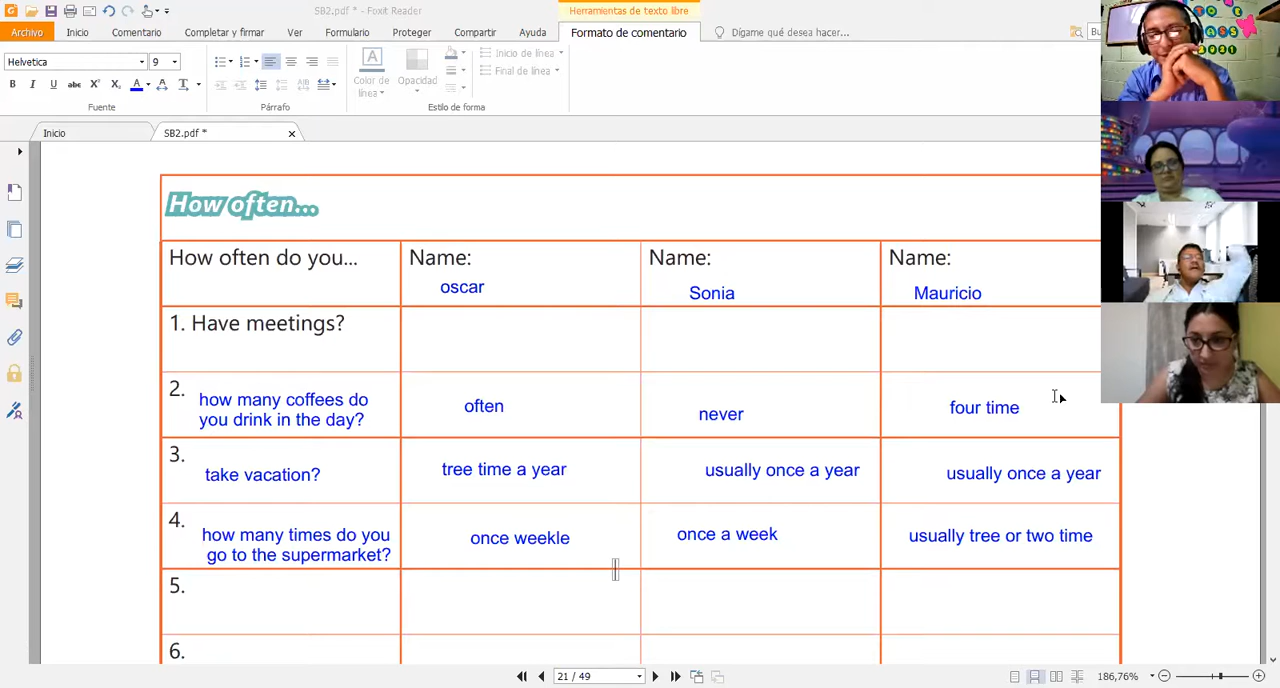 SB2.pdf * - Foxit Reader
Herramientas de texto libre
Archivo Inicio Comentario Completar y firmar Ver Formulario Proteger Compartir Ayuda Formato de comentario Dígame qué desea hacer... Bu
Helvetica 9 Color de línea Opacidad Inicio de línea
Final de línea
Fuente Párrafo Estilo de forma
Inicio SB2.pdf *
How often...
How often do you... Name: Name: Name:
oscar Sonia Mauricio
1. Have meetings?
2. how many coffees do you drink in the day? often never four time
3. take vacation? tree time a year usually once a year usually once a year
4. how many times do you go to the supermarket? once weekle once a week usually tree or two time
5.
6.
21 / 49 186,76%
2021